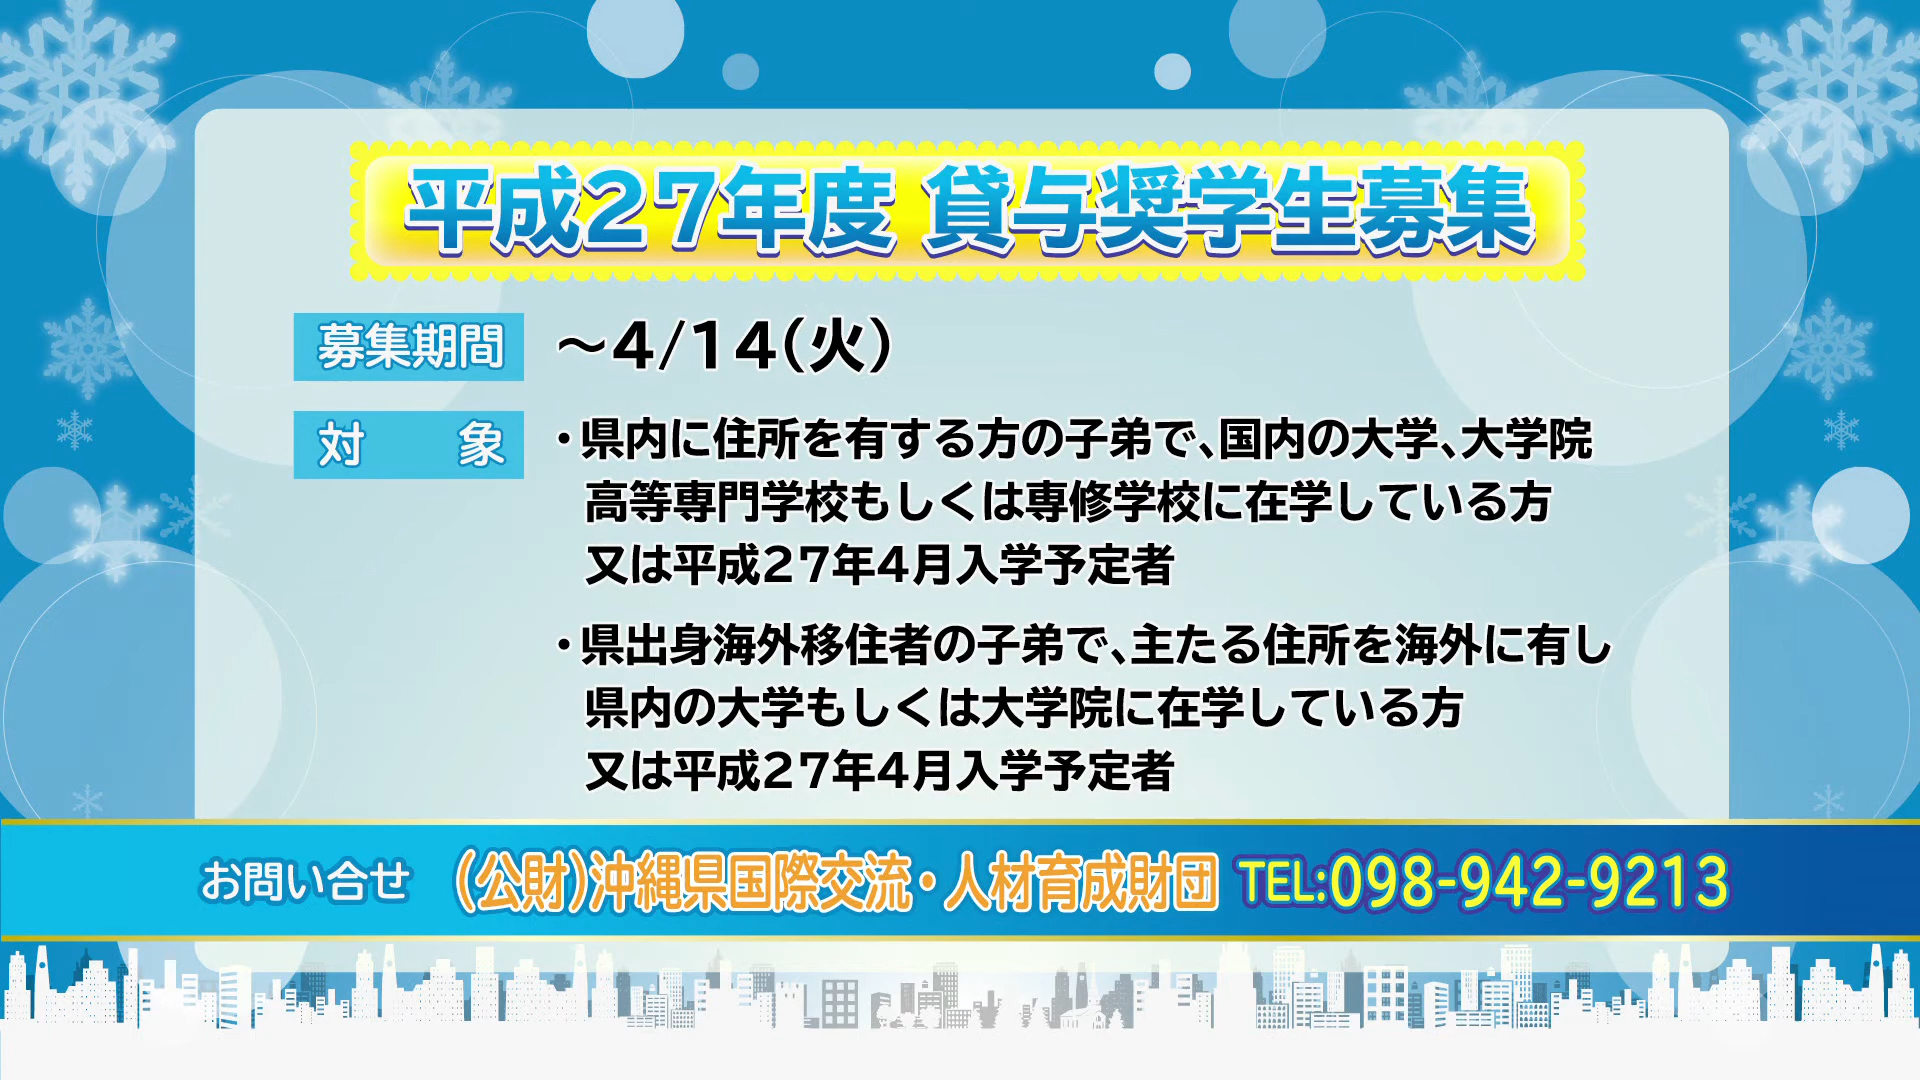 平成27年度 貸与奨学生募集
募集期間 ～4/14(火)
対象 ・県内に住所を有する方の子弟で、国内の大学、大学院
高等専門学校もしくは専修学校に在学している方
又は平成27年4月入学予定者
・県出身海外移住者の子弟で、主たる住所を海外に有し
県内の大学もしくは大学院に在学している方
又は平成27年4月入学予定者
お問い合せ (公財)沖縄県国際交流・人材育成財団 TEL:098-942-9213